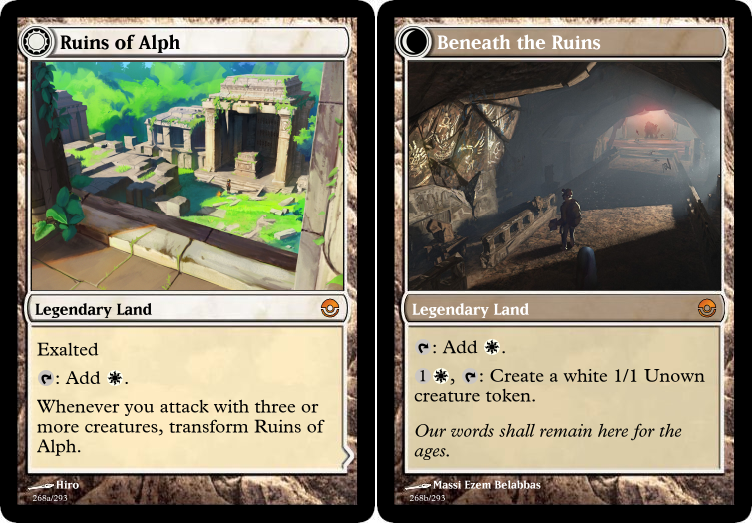 Ruins of Alph
Legendary Land
Exalted
: Add .
Whenever you attack with three or
more creatures, transform Ruins of
Alph.
Hiro
268a/293
Beneath the Ruins
Legendary Land
: Add .
1 , : Create a white 1/1 Unown
creature token.
Our words shall remain here for the
ages.
Massi Ezem Belabbas
268b/293